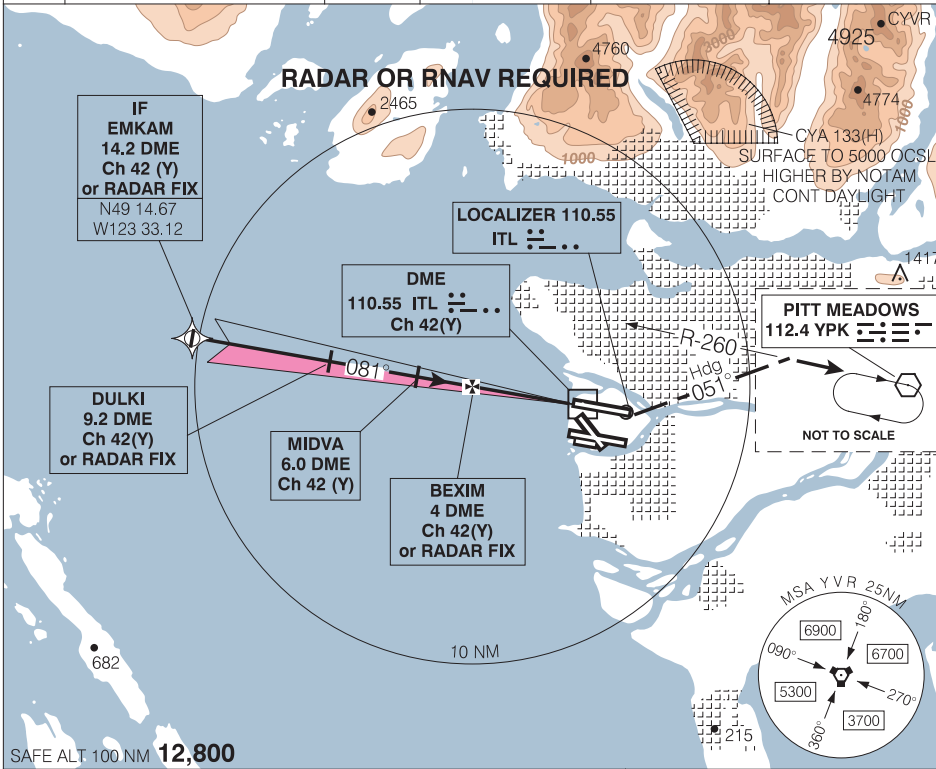 RADAR OR RNAV REQUIRED
CYVR
4925
4760
3000
4774
1000
2465
1000
CYA 133(H)
SURFACE TO 5000 OCSL
HIGHER BY NOTAM
CONT DAYLIGHT
IF
EMKAM
14.2 DME
Ch 42 (Y)
or RADAR FIX
N49 14.67
W123 33.12
LOCALIZER 110.55
ITL
DME
110.55 ITL
Ch 42(Y)
1417
PITT MEADOWS
112.4 YPK
R-260
Hdg
051°
NOT TO SCALE
081°
DULKI
9.2 DME
Ch 42(Y)
or RADAR FIX
MIDVA
6.0 DME
Ch 42 (Y)
BEXIM
4 DME
Ch 42(Y)
or RADAR FIX
10 NM
682
215
MSA YVR 25NM
180°
6900
090°
6700
5300
270°
3700
360°
SAFE ALT 100 NM 12,800